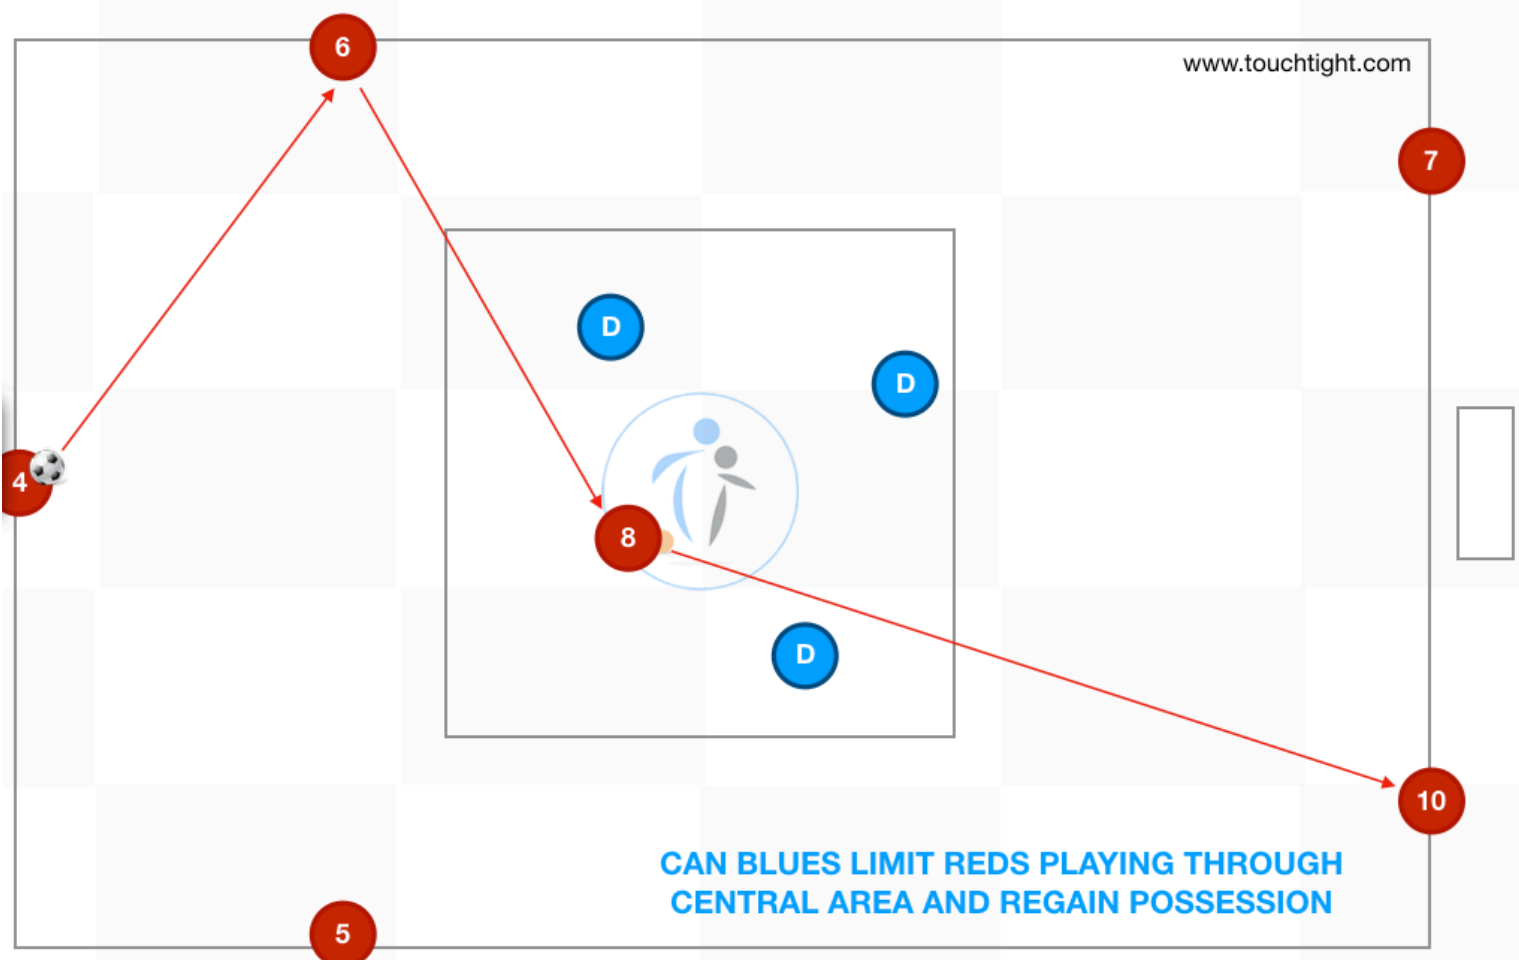 6
www.touchtight.com
7
D
D
4
8
D
10
CAN BLUES LIMIT REDS PLAYING THROUGH
CENTRAL AREA AND REGAIN POSSESSION
5